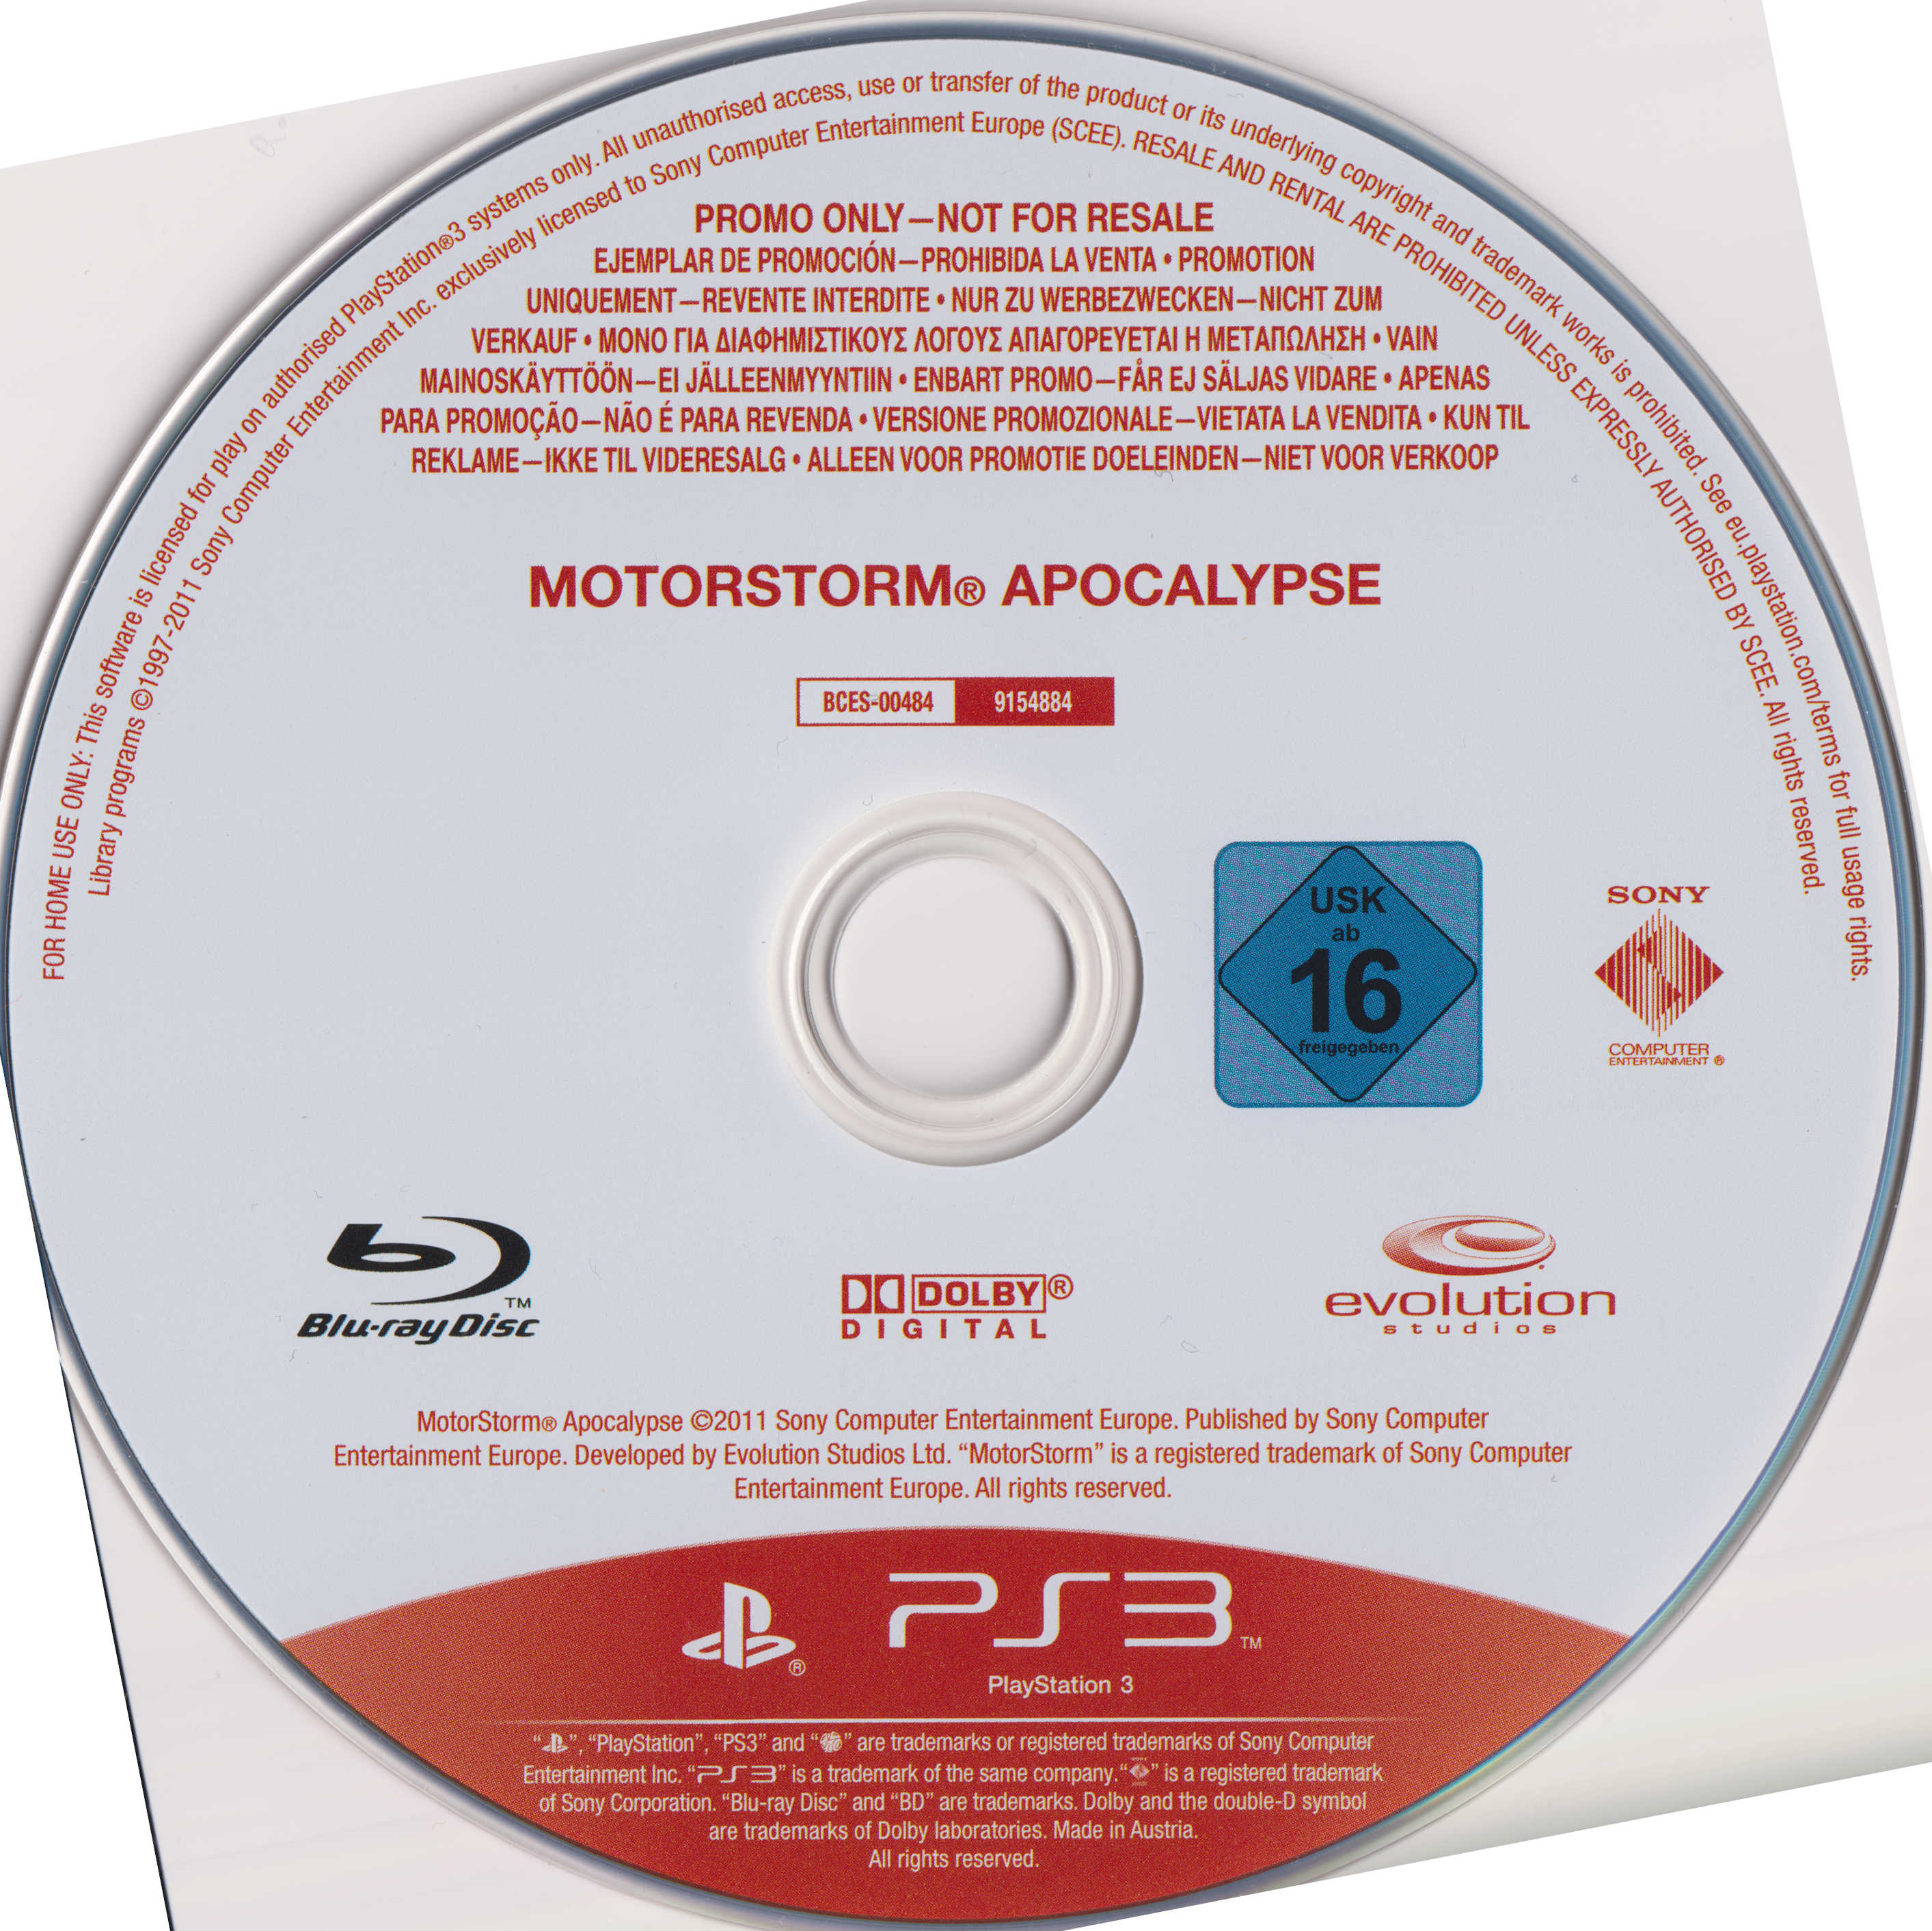 FOR HOME USE ONLY: This software is licensed for play on authorised PlayStation®3 systems only. All unauthorised access, use or transfer of the product or its underlying copyright and trademark works is prohibited. See eu.playstation.com/terms for full usage rights.
Library programs ©1997-2011 Sony Computer Entertainment Inc. exclusively licensed to Sony Computer Entertainment Europe (SCEE). RESALE AND RENTAL ARE PROHIBITED UNLESS EXPRESSLY AUTHORISED BY SCEE. All rights reserved.
PROMO ONLY—NOT FOR RESALE
EJEMPLAR DE PROMOCIÓN—PROHIBIDA LA VENTA • PROMOTION
UNIQUEMENT—REVENTE INTERDITE • NUR ZU WERBEZWECKEN—NICHT ZUM
VERKAUF • ΜΟΝΟ ΓΙΑ ΔΙΑΦΗΜΙΣΤΙΚΟΥΣ ΛΟΓΟΥΣ ΑΠΑΓΟΡΕΥΕΤΑΙ Η ΜΕΤΑΠΩΛΗΣΗ • VAIN
MAINOSKÄYTTÖÖN—EI JÄLLEENMYYNTIIN • ENBART PROMO—FÅR EJ SÄLJAS VIDARE • APENAS
PARA PROMOÇÃO—NÃO É PARA REVENDA • VERSIONE PROMOZIONALE—VIETATA LA VENDITA • KUN TIL
REKLAME—IKKE TIL VIDERESALG • ALLEEN VOOR PROMOTIE DOELEINDEN—NIET VOOR VERKOOP
MOTORSTORM® APOCALYPSE
BCES-00484 9154884
USK
ab
16
freigegeben
SONY
COMPUTER
ENTERTAINMENT ®
Blu-ray Disc ™
DOLBY®
DIGITAL
evolution
studios
MotorStorm® Apocalypse ©2011 Sony Computer Entertainment Europe. Published by Sony Computer
Entertainment Europe. Developed by Evolution Studios Ltd. “MotorStorm” is a registered trademark of Sony Computer
Entertainment Europe. All rights reserved.
® PS3™
PlayStation 3
“”, “PlayStation”, “PS3” and “” are trademarks or registered trademarks of Sony Computer
Entertainment Inc. “PS3” is a trademark of the same company.“” is a registered trademark
of Sony Corporation. “Blu-ray Disc” and “BD” are trademarks. Dolby and the double-D symbol
are trademarks of Dolby laboratories. Made in Austria.
All rights reserved.